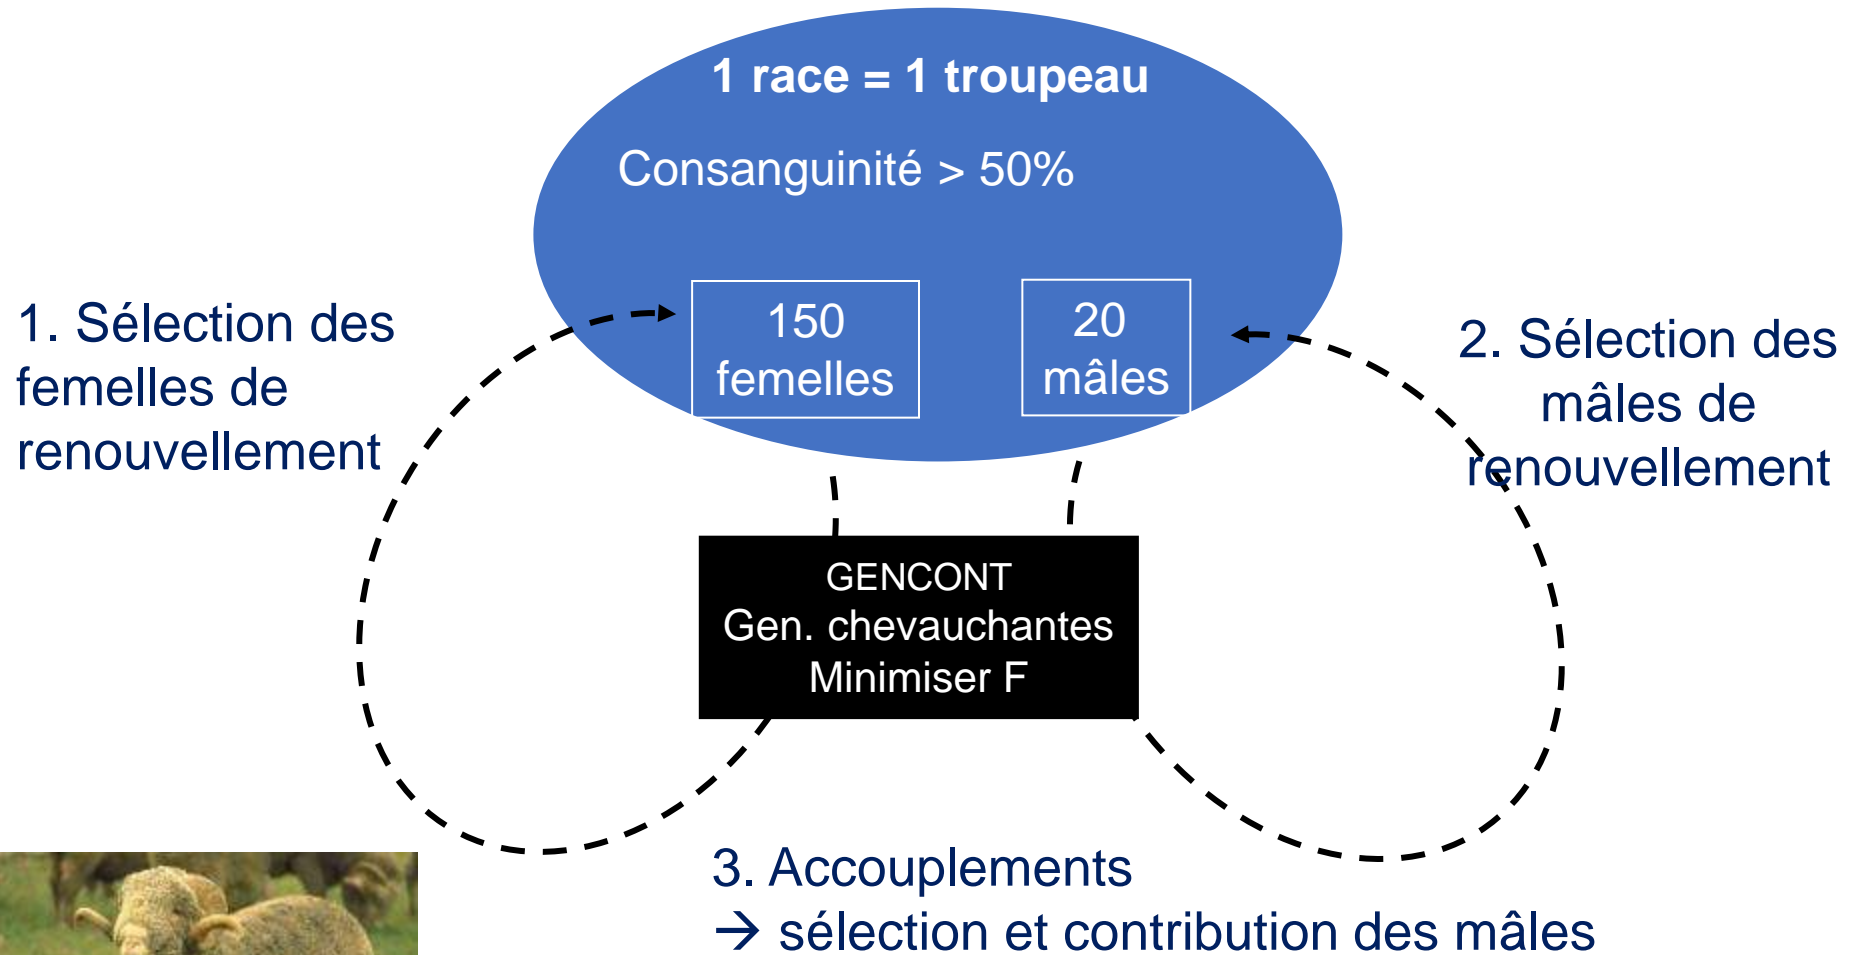 1 race = 1 troupeau
Consanguinité > 50%
150
femelles
20
mâles
1. Sélection des
femelles de
renouvellement
2. Sélection des
mâles de
renouvellement
GENCONT
Gen. chevauchantes
Minimiser F
3. Accouplements
→ sélection et contribution des mâles